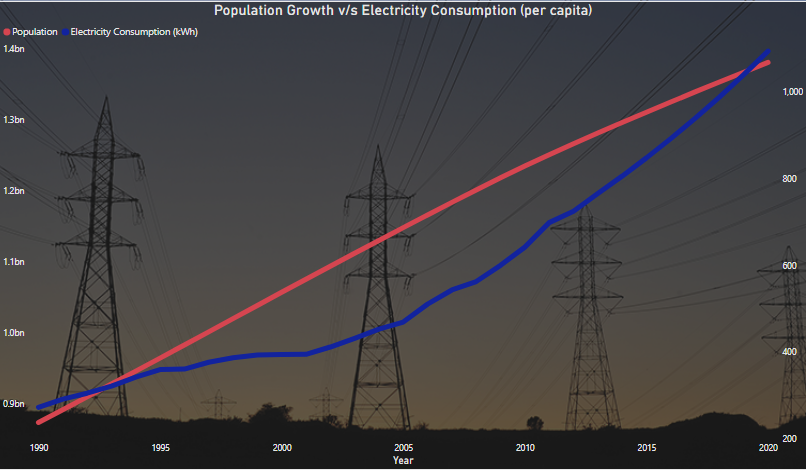 Population Growth v/s Electricity Consumption (per capita)
Population Electricity Consumption (kWh)
1.4bn
1.3bn
1.2bn
1.1bn
1.0bn
0.9bn
1,000
800
600
400
200
1990 1995 2000 2005 2010 2015 2020
Year